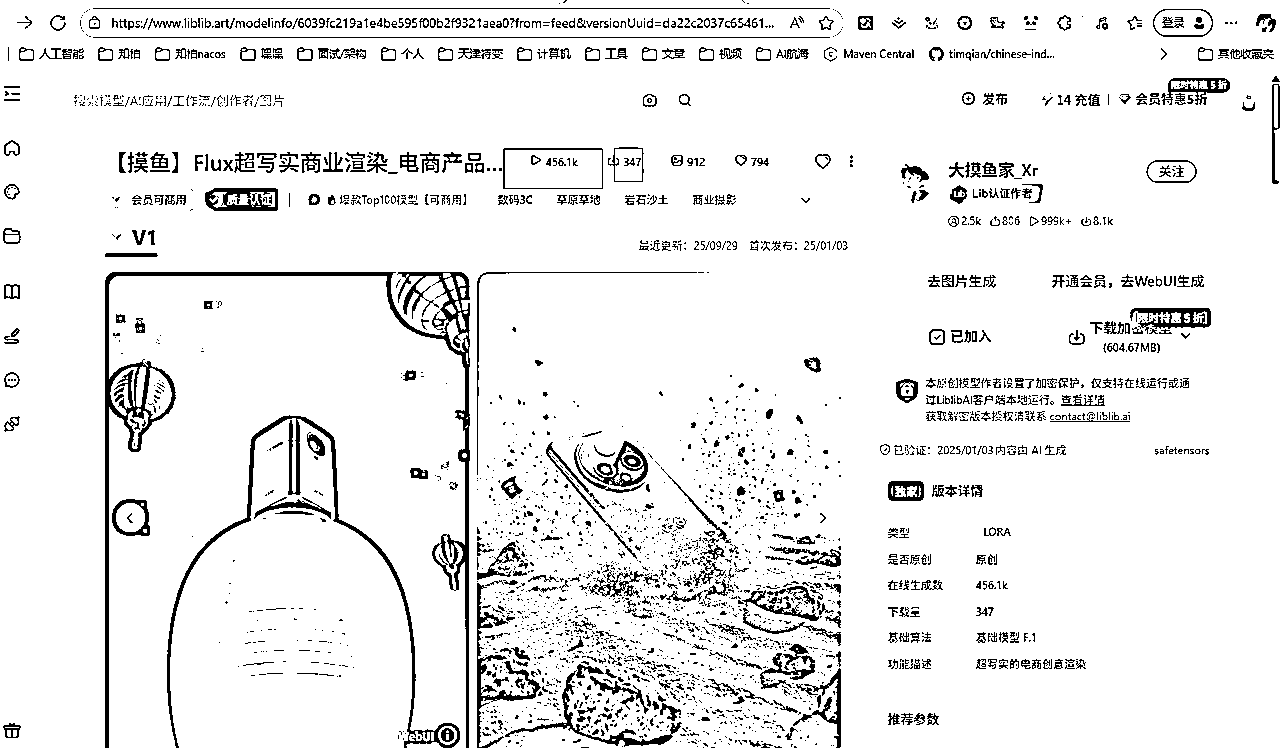 https://www.liblib.art/modelinfo/6039fc219a1e4be595f00b2f9321aea0?from=feed&versionUuid=da22c2037c65461...
登录
人工智能 知拍 知拍nacos 面试/架构 个人 天津特变 计算机 工具 文章 视频 AI航海 Maven Central timqian/chinese-ind... 其他收藏夹
搜索模型/AI应用/工作流/创作者/图片
发布 14 充值 会员特惠5折
限时特惠 5 折
【摸鱼】Flux超写实商业渲染_电商产品... 456.1k 347 912 794
会员可商用 质量认证 爆款Top100模型【可商用】 数码3C 草原草地 岩石沙土 商业摄影
V1
最近更新：25/09/29 首次发布：25/01/03
WebUI
大摸鱼家_Xr
关注
Lib认证作者
2.5k 806 999k+ 8.1k
去图片生成 开通会员，去WebUI生成
限时特惠 5 折
已加入 下载加密模型
(604.67MB)
本原创模型作者设置了加密保护，仅支持在线运行或通
过LiblibAI客户端本地运行。查看详情
获取解密版本授权请联系 contact@liblib.ai
已验证：2025/01/03 内容由 AI 生成 safetensors
独家 版本详情
类型 LORA
是否原创 原创
在线生成数 456.1k
下载量 347
基础算法 基础模型 F.1
功能描述 超写实的电商创意渲染
推荐参数